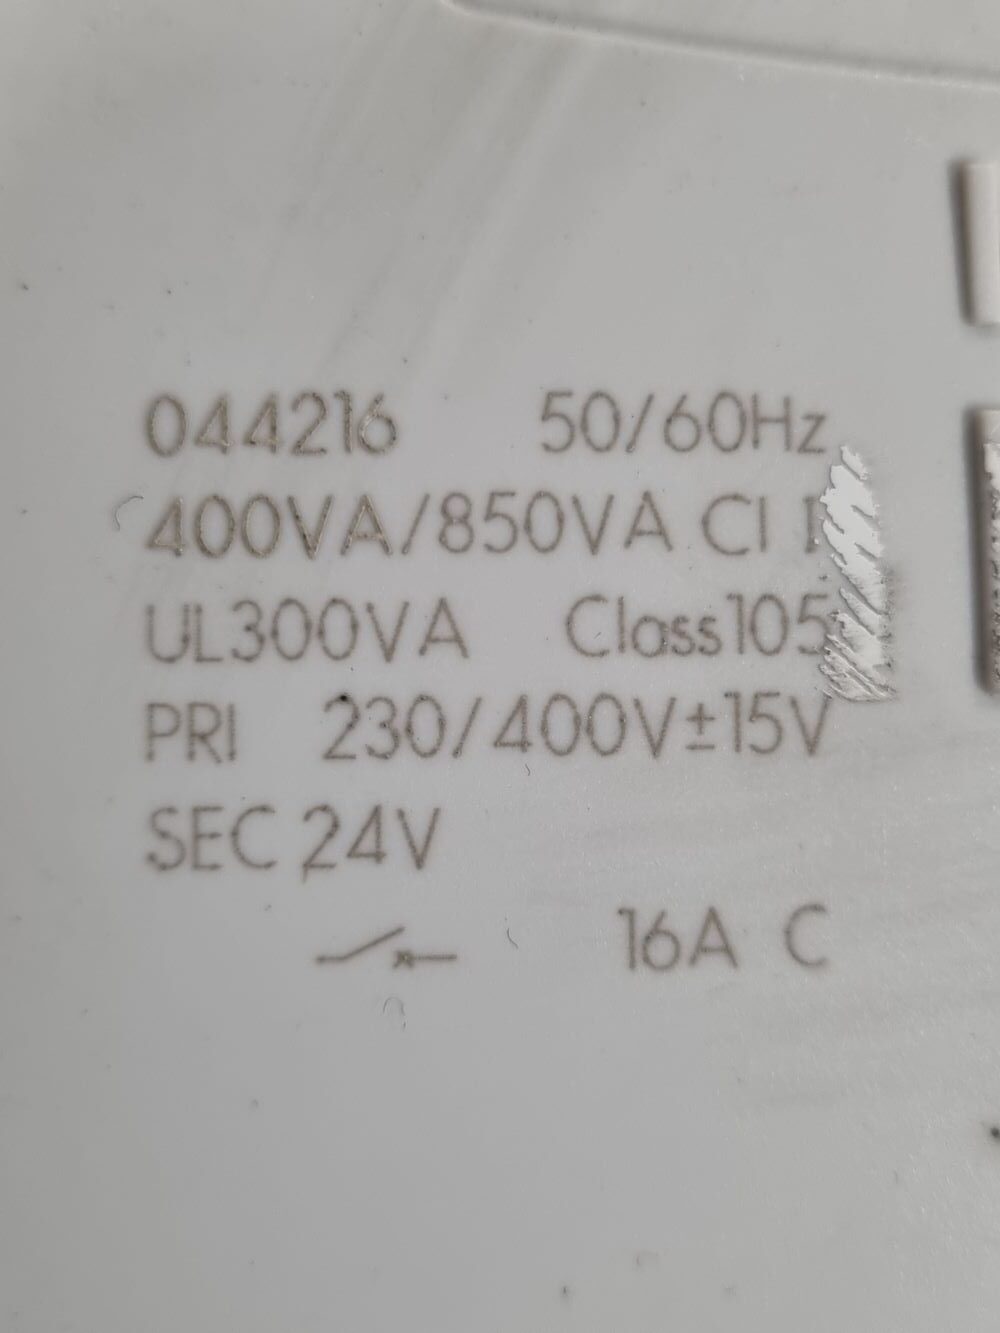 044216 50/60Hz
400VA/850VA Cl I
UL300VA Class105
PRI 230/400V±15V
SEC 24V
16A C